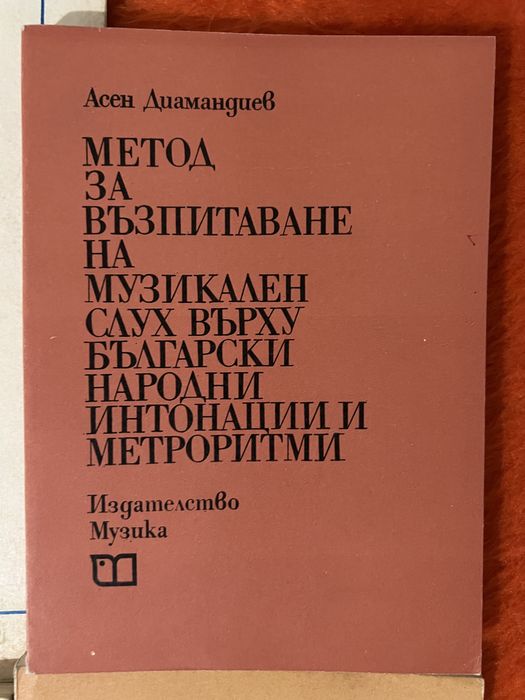 Асен Диамандиев
МЕТОД
ЗА
ВЪЗПИТАВАНЕ
НА
МУЗИКАЛЕН
СЛУХ ВЪРХУ
БЪЛГАРСКИ
НАРОДНИ
ИНТОНАЦИИ И
МЕТРОРИТМИ
Издателство
Музика